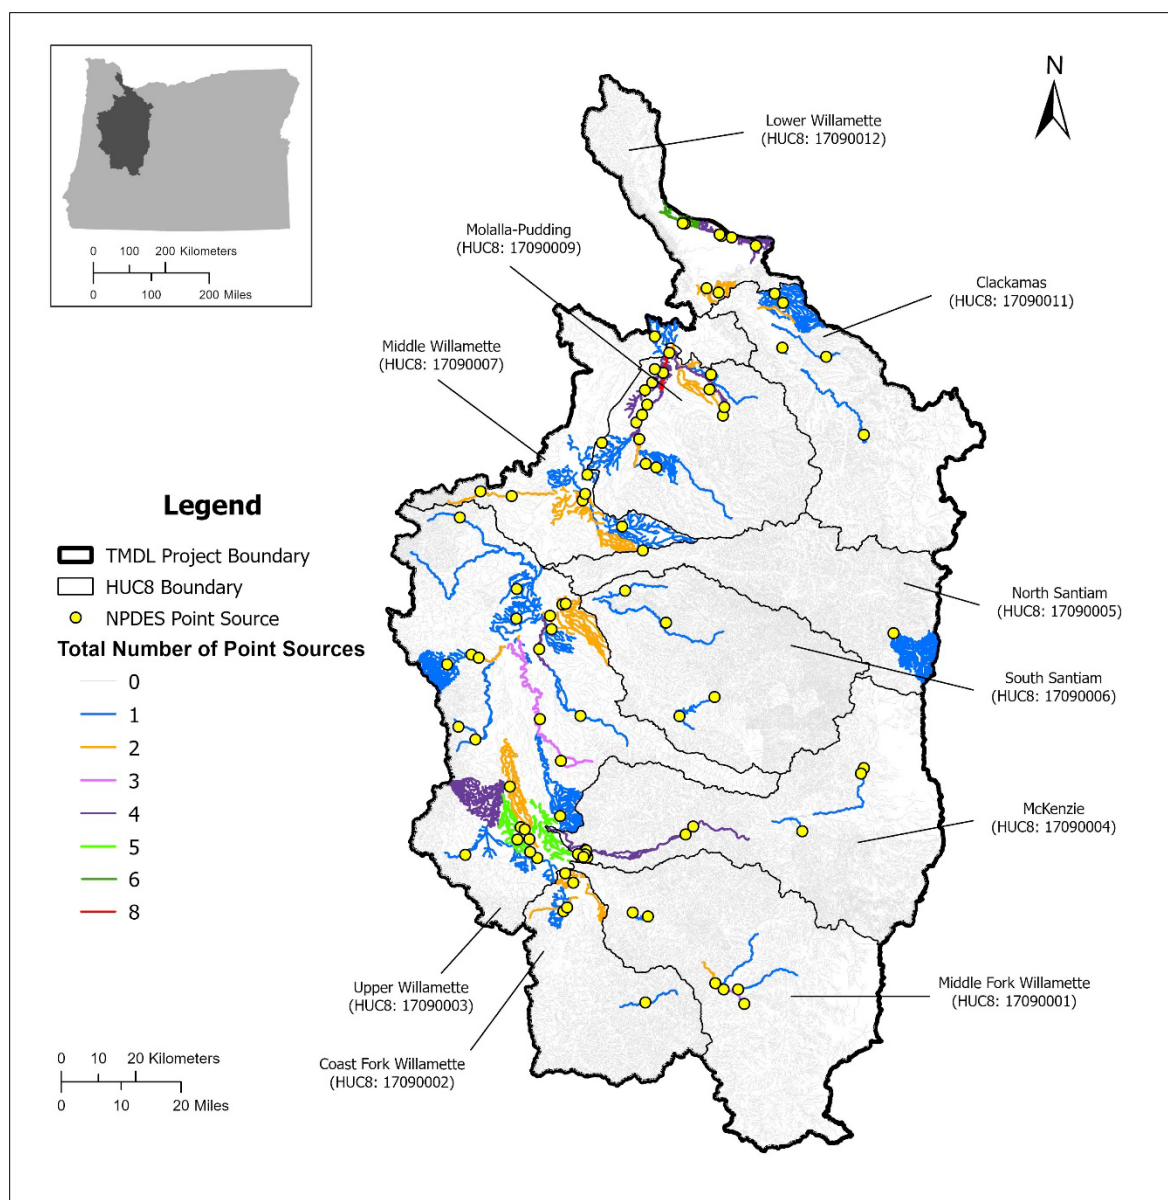 0 100 200 Kilometers
0 100 200 Miles
N
Lower Willamette
(HUC8: 17090012)
Molalla-Pudding
(HUC8: 17090009)
Clackamas
(HUC8: 17090011)
Middle Willamette
(HUC8: 17090007)
Legend
TMDL Project Boundary
HUC8 Boundary
NPDES Point Source
Total Number of Point Sources
0
1
2
3
4
5
6
8
North Santiam
(HUC8: 17090005)
South Santiam
(HUC8: 17090006)
McKenzie
(HUC8: 17090004)
Middle Fork Willamette
(HUC8: 17090001)
Upper Willamette
(HUC8: 17090003)
Coast Fork Willamette
(HUC8: 17090002)
0 10 20 Kilometers
0 10 20 Miles